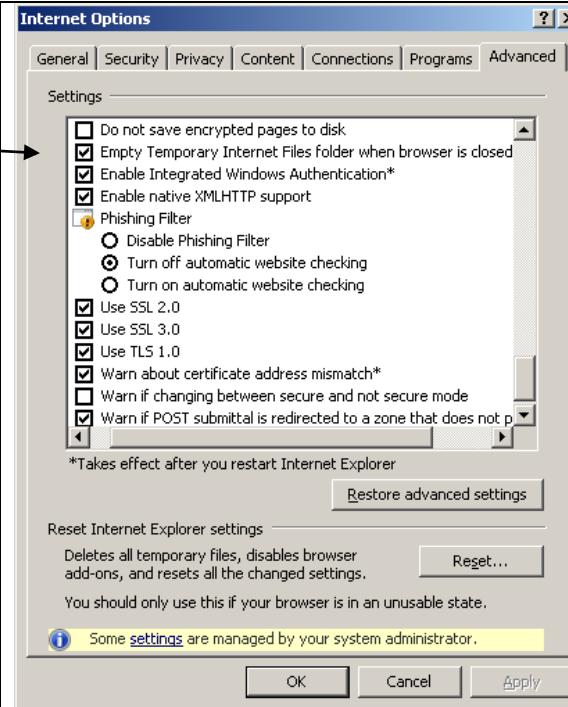 Internet Options
General Security Privacy Content Connections Programs Advanced
Settings
Do not save encrypted pages to disk
Empty Temporary Internet Files folder when browser is closed
Enable Integrated Windows Authentication*
Enable native XMLHTTP support
Phishing Filter
Disable Phishing Filter
Turn off automatic website checking
Turn on automatic website checking
Use SSL 2.0
Use SSL 3.0
Use TLS 1.0
Warn about certificate address mismatch*
Warn if changing between secure and not secure mode
Warn if POST submittal is redirected to a zone that does not p
*Takes effect after you restart Internet Explorer
Restore advanced settings
Reset Internet Explorer settings
Deletes all temporary files, disables browser
add-ons, and resets all the changed settings.
Reset...
You should only use this if your browser is in an unusable state.
Some settings are managed by your system administrator.
OK Cancel Apply